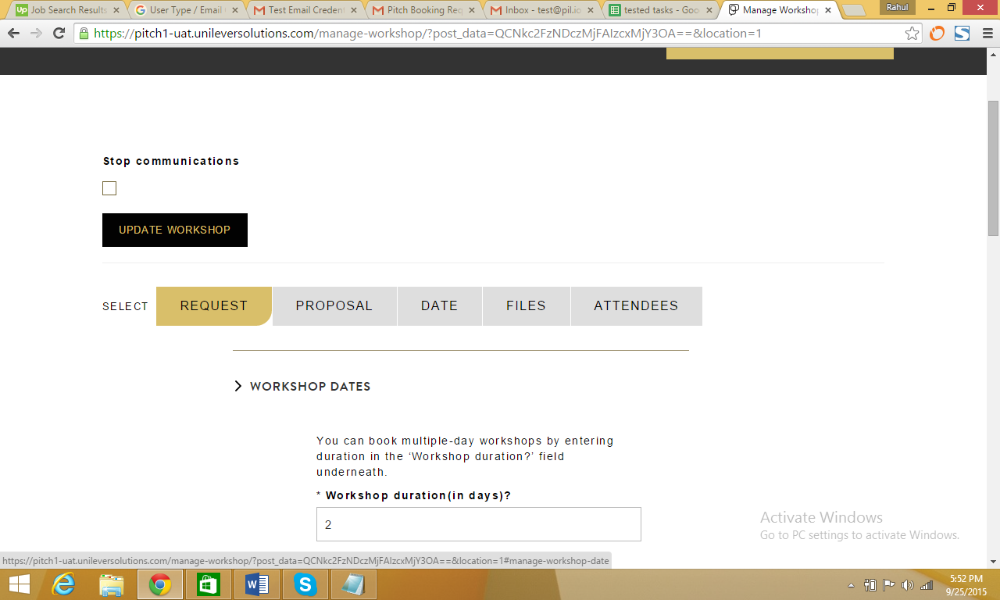 Up Job Search Results
User Type / Email
Test Email Creden
Pitch Booking Req
Inbox - test@pil.io
tested tasks - Goo
Manage Workshop
Rahul
https://pitch1-uat.unileversolutions.com/manage-workshop/?post_data=QCNkc2FzNDczMjFAIzcxMjY3OA==&location=1
Stop communications
UPDATE WORKSHOP
SELECT REQUEST PROPOSAL DATE FILES ATTENDEES
WORKSHOP DATES
You can book multiple-day workshops by entering
duration in the ‘Workshop duration?’ field
underneath.
* Workshop duration(in days)?
2
Activate Windows
Go to PC settings to activate Windows.
https://pitch1-uat.unileversolutions.com/manage-workshop/?post_data=QCNkc2FzNDczMjFAIzcxMjY3OA==&location=1#manage-workshop-date
5:52 PM
9/25/2015